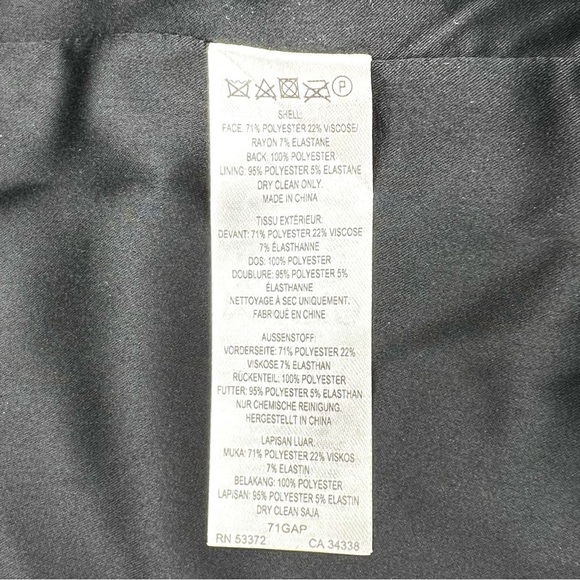 P
SHELL:
FACE: 71% POLYESTER 22% VISCOSE/
RAYON 7% ELASTANE
BACK: 100% POLYESTER
LINING: 95% POLYESTER 5% ELASTANE
DRY CLEAN ONLY.
MADE IN CHINA
TISSU EXTÉRIEUR:
DEVANT: 71% POLYESTER 22% VISCOSE
7% ÉLASTHANNE
DOS: 100% POLYESTER
DOUBLURE: 95% POLYESTER 5%
ÉLASTHANNE
NETTOYAGE À SEC UNIQUEMENT.
FABRIQUÉ EN CHINE
AUSSENSTOFF:
VORDERSEITE: 71% POLYESTER 22%
VISKOSE 7% ELASTHAN
RÜCKENTEIL: 100% POLYESTER
FUTTER: 95% POLYESTER 5% ELASTHAN
NUR CHEMISCHE REINIGUNG.
HERGESTELLT IN CHINA
LAPISAN LUAR:
MUKA: 71% POLYESTER 22% VISKOS
7% ELASTIN
BELAKANG: 100% POLYESTER
LAPISAN: 95% POLYESTER 5% ELASTIN
DRY CLEAN SAJA
71GAP
RN 53372 CA 34338